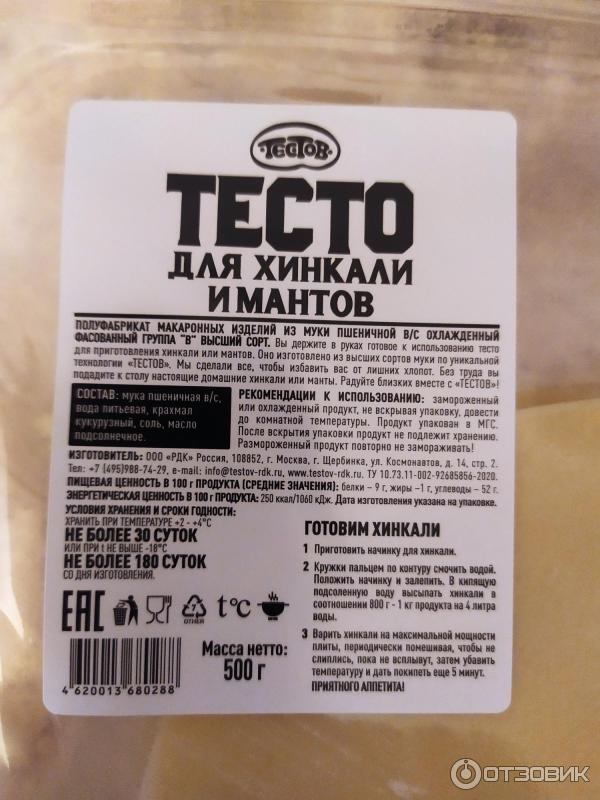 ТЕСТОВ
ТЕСТО
ДЛЯ ХИНКАЛИ
И МАНТОВ
ПОЛУФАБРИКАТ МАКАРОННЫХ ИЗДЕЛИЙ ИЗ МУКИ ПШЕНИЧНОЙ В/С ОХЛАЖДЕННЫЙ
ФАСОВАННЫЙ ГРУППА "В" ВЫСШИЙ СОРТ. Вы держите в руках готовое к использованию тесто
для приготовления хинкали или мантов. Оно изготовлено из высших сортов муки по уникальной
технологии «ТЕСТОВ». Мы сделали все, чтобы избавить вас от лишних хлопот. Без труда вы
подадите к столу настоящие домашние хинкали или манты. Радуйте близких вместе с «ТЕСТОВ»!
СОСТАВ: мука пшеничная в/с,
вода питьевая, крахмал
кукурузный, соль, масло
подсолнечное.
РЕКОМЕНДАЦИИ К ИСПОЛЬЗОВАНИЮ: замороженный
или охлажденный продукт, не вскрывая упаковку, довести
до комнатной температуры. Продукт упакован в МГС.
После вскрытия упаковки продукт не подлежит хранению.
Размороженный продукт повторно не замораживать.
ИЗГОТОВИТЕЛЬ: ООО «РДК» Россия, 108852, г. Москва, г. Щербинка, ул. Космонавтов, д. 14, стр. 2.
Тел.: +7 (495)988-74-29, e-mail: info@testov-rdk.ru, www.testov-rdk.ru ТУ 10.73.11-002-92685856-2020.
ПИЩЕВАЯ ЦЕННОСТЬ В 100 г ПРОДУКТА (СРЕДНИЕ ЗНАЧЕНИЯ): белки – 9 г, жиры –1 г, углеводы – 52 г.
ЭНЕРГЕТИЧЕСКАЯ ЦЕННОСТЬ В 100 г ПРОДУКТА: 250 ккал/1060 кДж. Дата изготовления указана на упаковке.
УСЛОВИЯ ХРАНЕНИЯ И СРОКИ ГОДНОСТИ:
ХРАНИТЬ ПРИ ТЕМПЕРАТУРЕ +2 - +4°С
НЕ БОЛЕЕ 30 СУТОК
ИЛИ ПРИ t НЕ ВЫШЕ -18°С
НЕ БОЛЕЕ 180 СУТОК
СО ДНЯ ИЗГОТОВЛЕНИЯ.
EAC
7
OTHER
t°C
Масса нетто:
500 г
4 620013 680288
ГОТОВИМ ХИНКАЛИ
1 Приготовить начинку для хинкали.
2 Кружки пальцем по контуру смочить водой.
Положить начинку и залепить. В кипящую
подсоленную воду высыпать хинкали в
соотношении 800 г - 1 кг продукта на 4 литра
воды.
3 Варить хинкали на максимальной мощности
плиты, периодически помешивая, чтобы не
слиплись, пока не всплывут, затем убавить
температуру и дать покипеть еще 5 минут.
ПРИЯТНОГО АППЕТИТА!
ОТЗОВИК